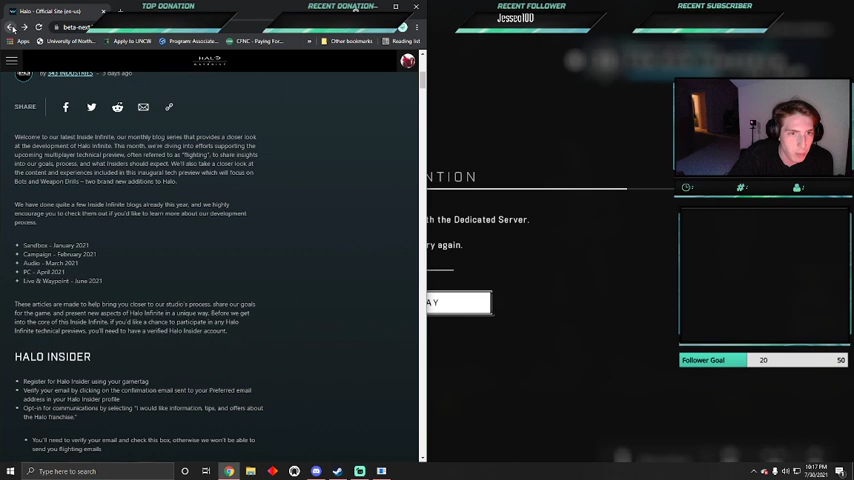 Halo - Official Site (en-us)
TOP DONATION
RECENT DONATION
RECENT FOLLOWER
RECENT SUBSCRIBER
Jesseo100
beta-next
Apps
University of North...
Apply to UNCW
Program: Associate...
CFNC - Paying For...
Other bookmarks
Reading list
HALO
WAYPOINT
by 343 INDUSTRIES - 3 days ago
SHARE
Welcome to our latest Inside Infinite, our monthly blog series that provides a closer look
at the development of Halo Infinite. This month, we're diving into efforts supporting the
upcoming multiplayer technical preview, often referred to as "flighting", to share insights
into our goals, process, and what Insiders should expect. We'll also take a closer look at
the content and experiences included in this inaugural tech preview which will focus on
Bots and Weapon Drills – two brand new additions to Halo.
We have done quite a few Inside Infinite blogs already this year, and we highly
encourage you to check them out if you'd like to learn more about our development
process.
Sandbox - January 2021
Campaign - February 2021
Audio - March 2021
PC - April 2021
Live & Waypoint - June 2021
These articles are made to help bring you closer to our studio's process, share our goals
for the game, and present new aspects of Halo Infinite in a unique way. Before we get
into the core of this Inside Infinite, if you'd like a chance to participate in any Halo
Infinite technical previews, you'll need to have a verified Halo Insider account.
HALO INSIDER
Register for Halo Insider using your gamertag
Verify your email by clicking on the confirmation email sent to your Preferred email
address in your Halo Insider profile
Opt-in for communications by selecting "I would like information, tips, and offers about
the Halo franchise."
You'll need to verify your email and check this box, otherwise we won't be able to
send you flighting emails
NTION
th the Dedicated Server.
ry again.
AY
Follower Goal
20
50
Type here to search
10:17 PM
7/30/2021